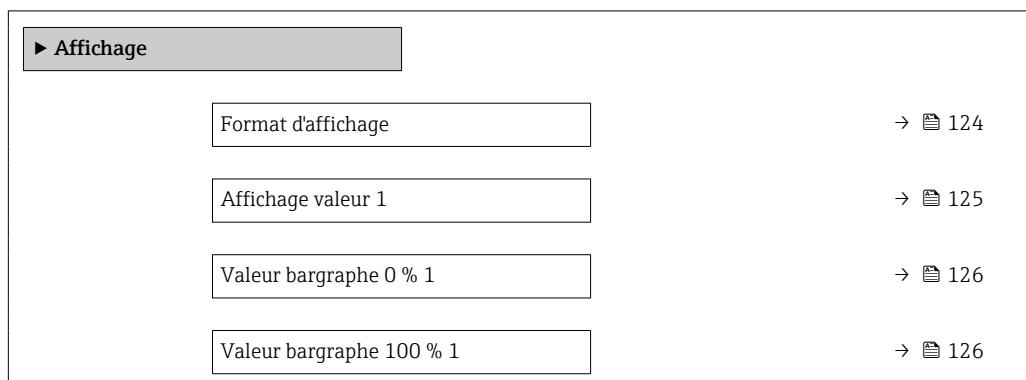 ▶ Affichage
Format d'affichage → 124
Affichage valeur 1 → 125
Valeur bargraphe 0 % 1 → 126
Valeur bargraphe 100 % 1 → 126